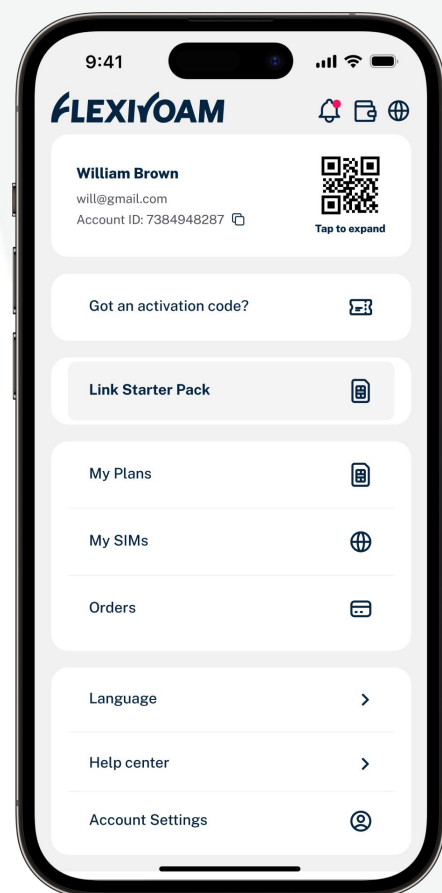 9:41
FLEXIROAM
William Brown
will@gmail.com
Account ID: 7384948287
Tap to expand
Got an activation code?
Link Starter Pack
My Plans
My SIMs
Orders
Language
Help center
Account Settings